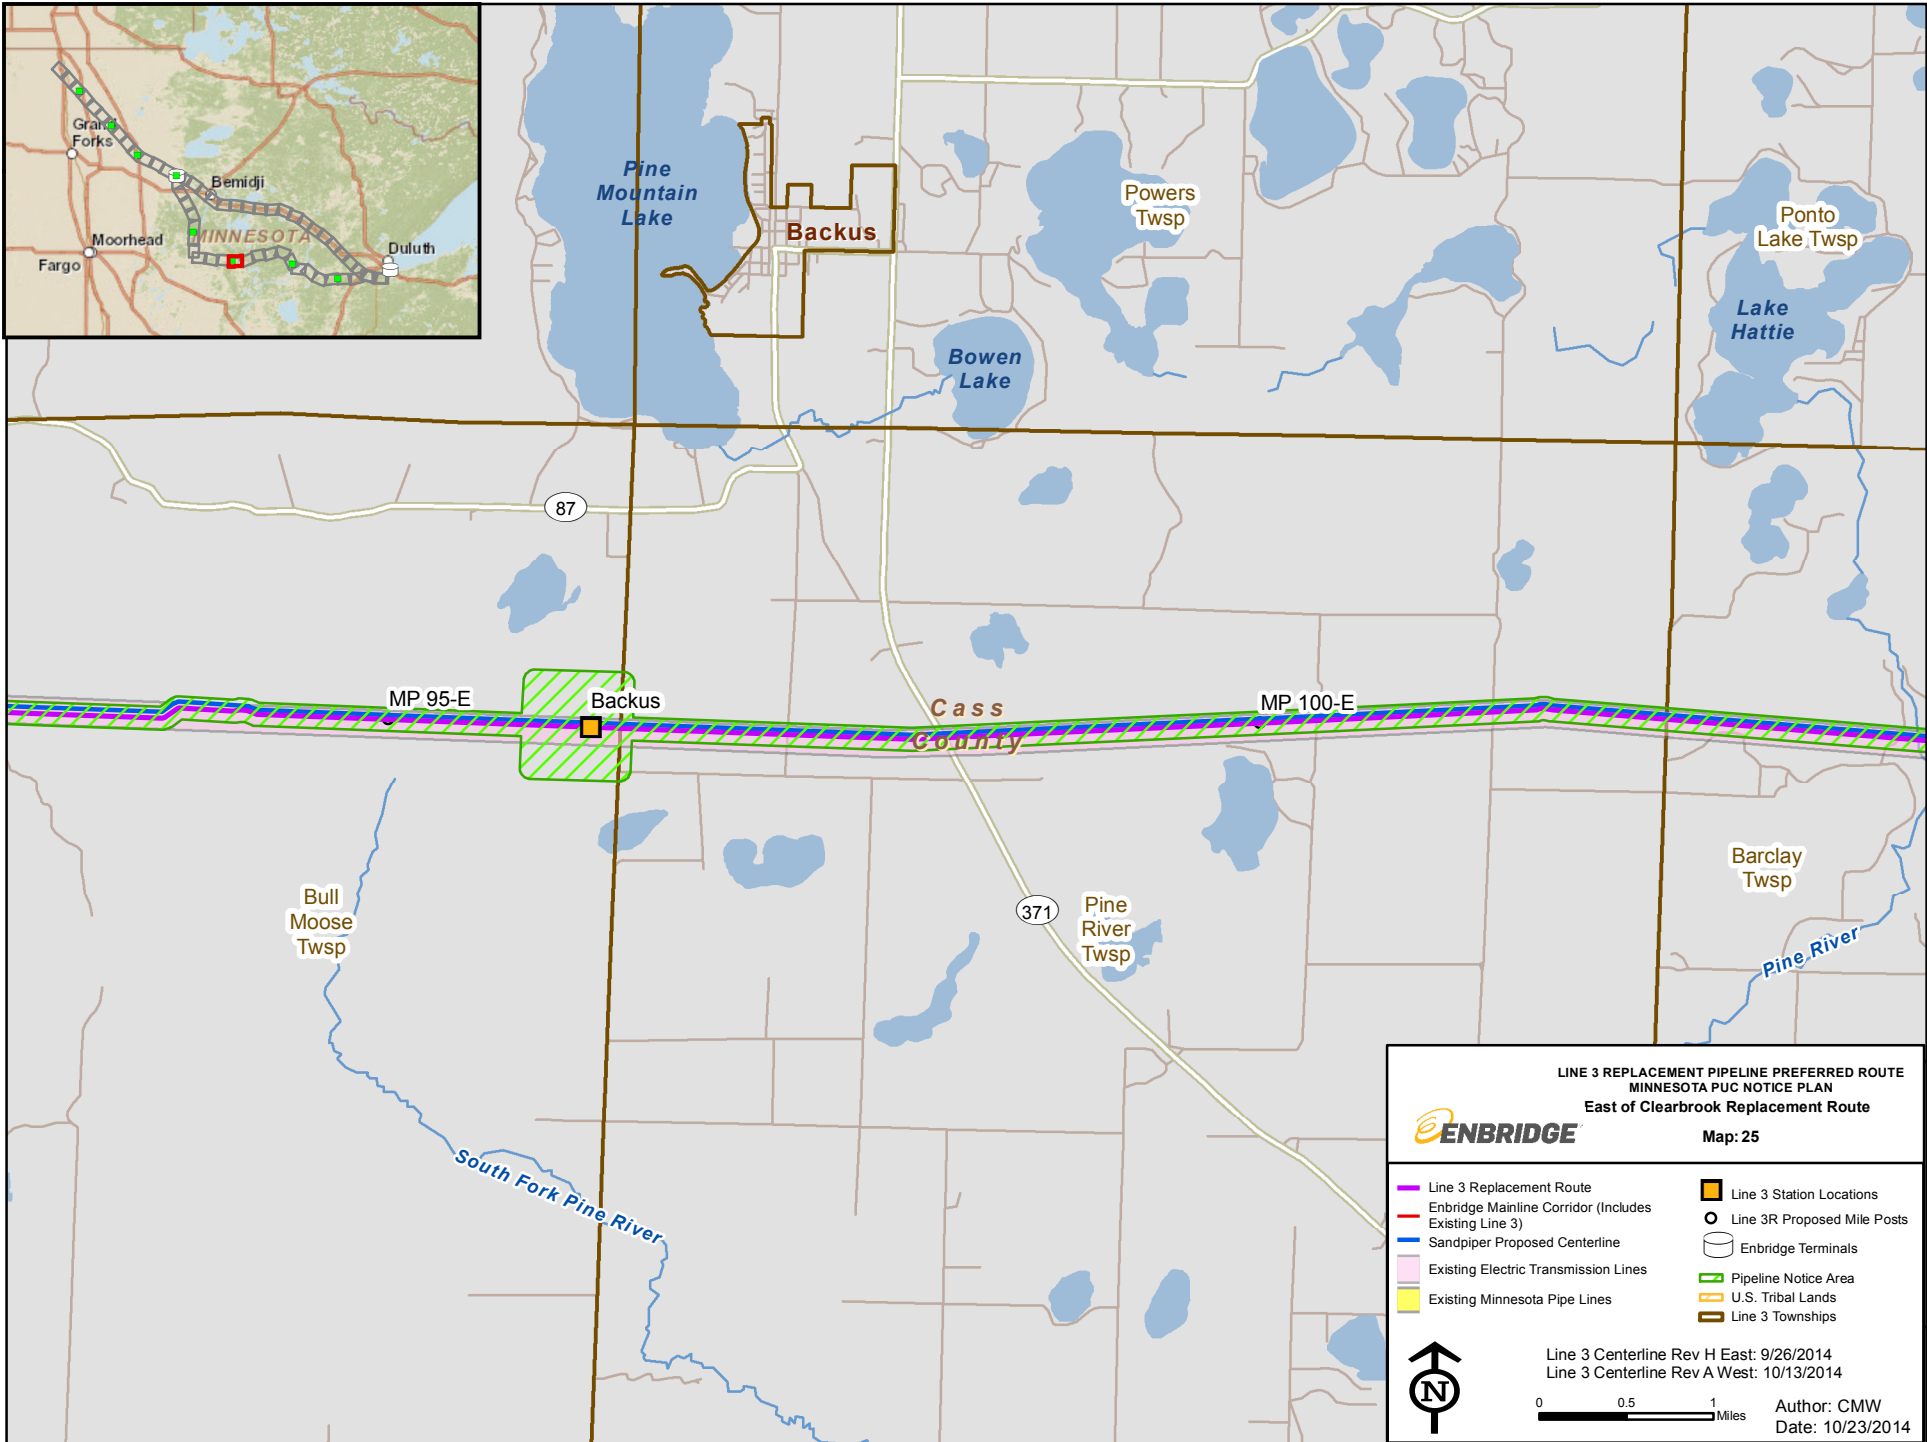 Grand
Forks
Bemidji
MINNESOTA
Moorhead
Fargo
Duluth
Pine
Mountain
Lake
Backus
Powers
Twsp
Ponto
Lake Twsp
Lake
Hattie
Bowen
Lake
87
MP 95-E
Backus
Cass
County
MP 100-E
Bull
Moose
Twsp
371
Pine
River
Twsp
Barclay
Twsp
Pine River
South Fork Pine River
LINE 3 REPLACEMENT PIPELINE PREFERRED ROUTE
MINNESOTA PUC NOTICE PLAN
East of Clearbrook Replacement Route
ENBRIDGE
Map: 25
Line 3 Replacement Route
Enbridge Mainline Corridor (Includes
Existing Line 3)
Sandpiper Proposed Centerline
Existing Electric Transmission Lines
Existing Minnesota Pipe Lines
Line 3 Station Locations
Line 3R Proposed Mile Posts
Enbridge Terminals
Pipeline Notice Area
U.S. Tribal Lands
Line 3 Townships
N
Line 3 Centerline Rev H East: 9/26/2014
Line 3 Centerline Rev A West: 10/13/2014
0 0.5 1
Miles
Author: CMW
Date: 10/23/2014